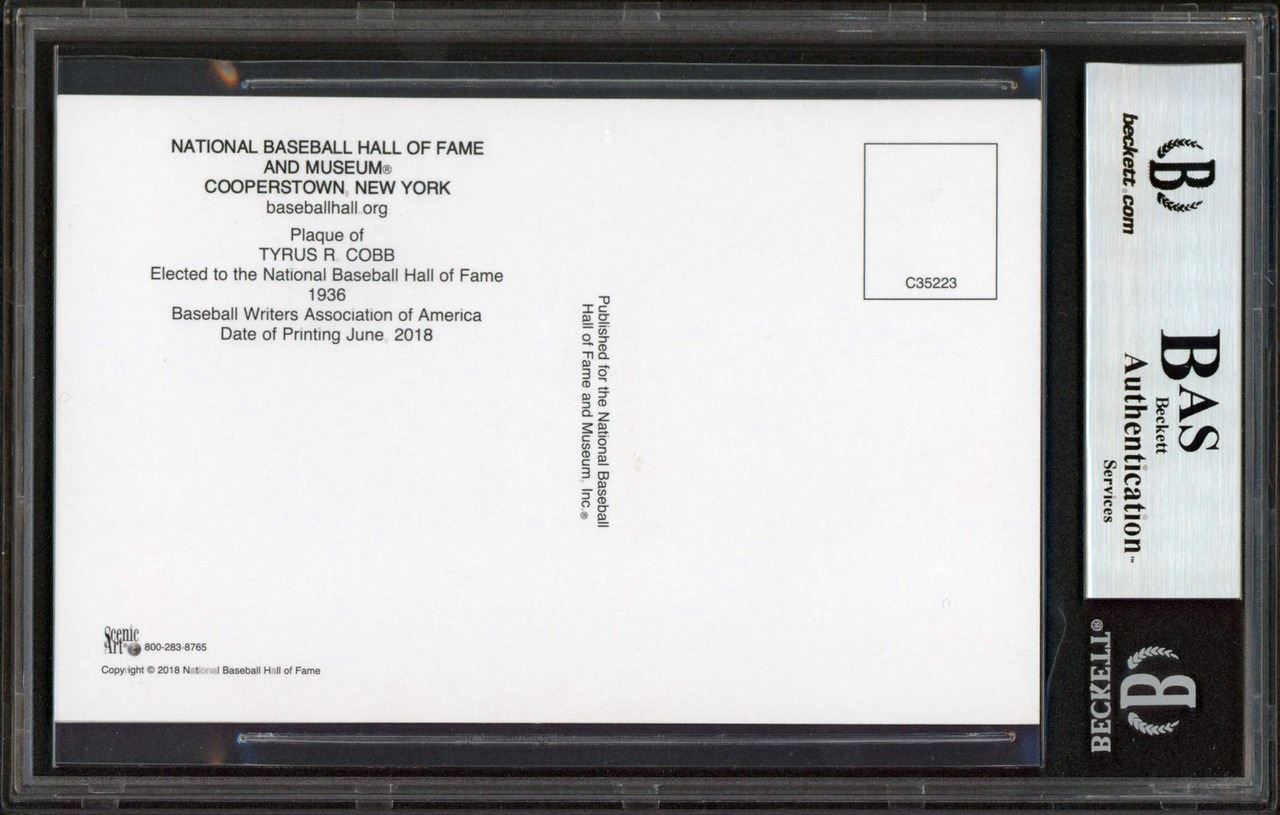 NATIONAL BASEBALL HALL OF FAME
AND MUSEUM®
COOPERSTOWN, NEW YORK
baseballhall.org
Plaque of
TYRUS R. COBB
Elected to the National Baseball Hall of Fame
1936
Baseball Writers Association of America
Date of Printing June, 2018
Published for the National Baseball
Hall of Fame and Museum, Inc.®
C35223
Scenic
Art
800-283-8765
Copyright © 2018 National Baseball Hall of Fame
B
beckett.com
BAS
Beckett
Authentication™
Services
B
BECKETT®